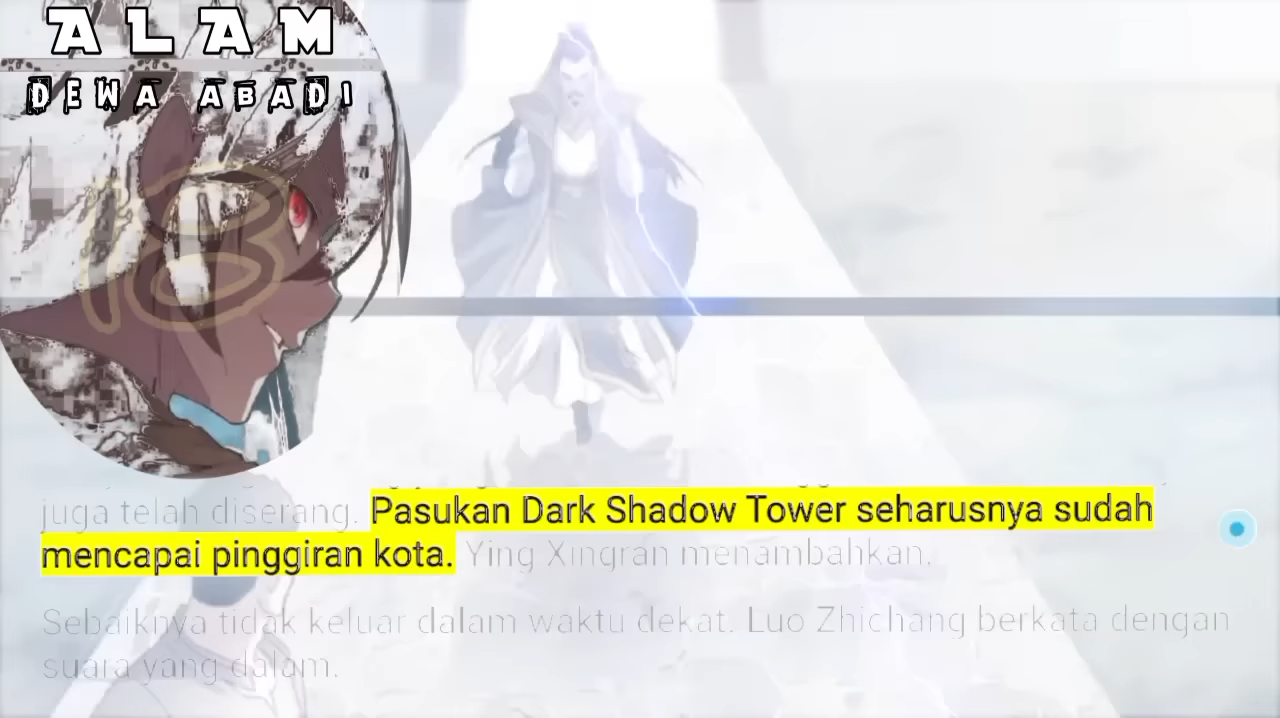 ALAM
DEWA ABADI
18
juga telah diserang. Pasukan Dark Shadow Tower seharusnya sudah
mencapai pinggiran kota. Ying Xingran menambahkan.
Sebaiknya tidak keluar dalam waktu dekat. Luo Zhichang berkata dengan
suara yang dalam.